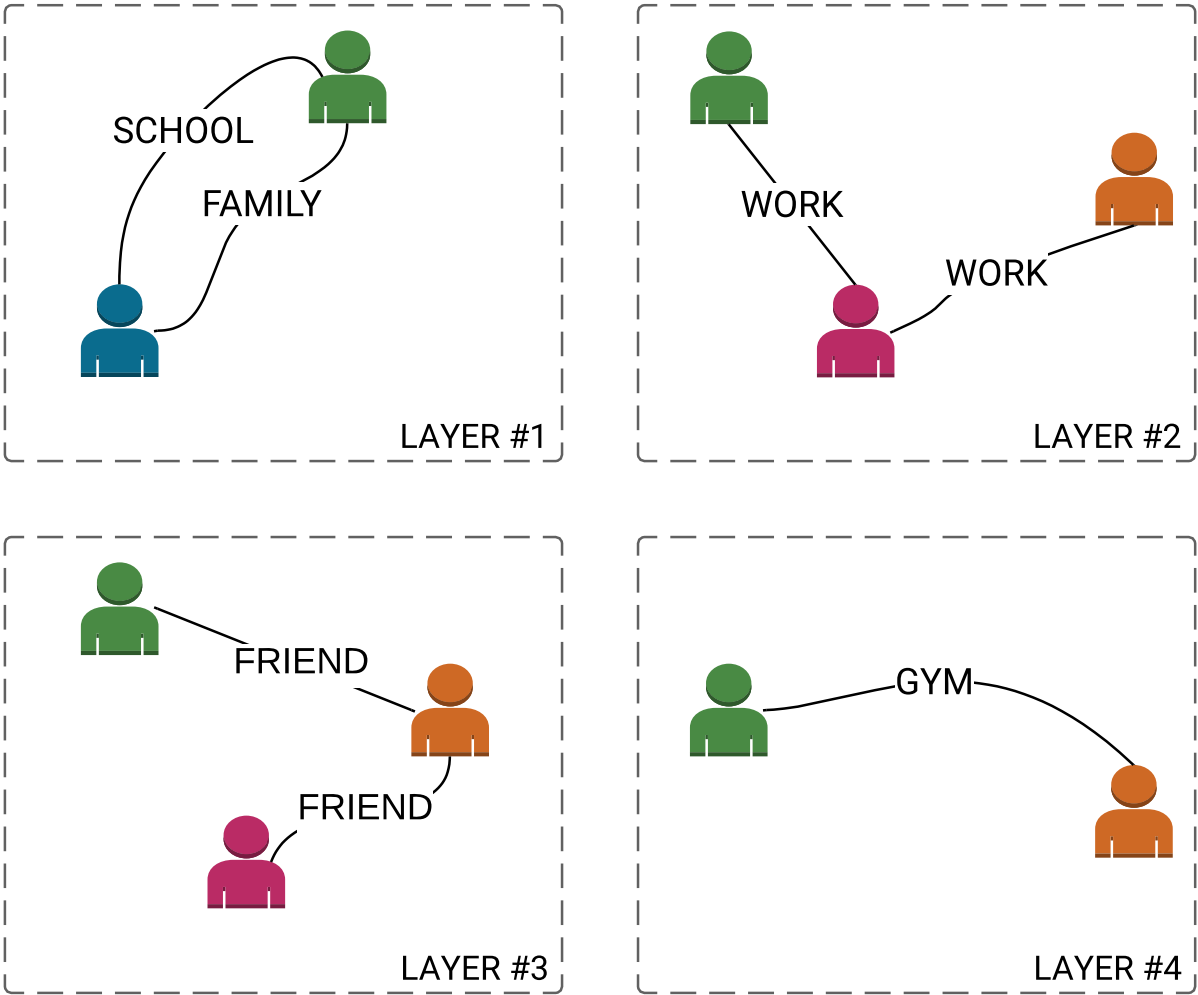 SCHOOL
FAMILY
LAYER #1
WORK
WORK
LAYER #2
FRIEND
FRIEND
LAYER #3
GYM
LAYER #4